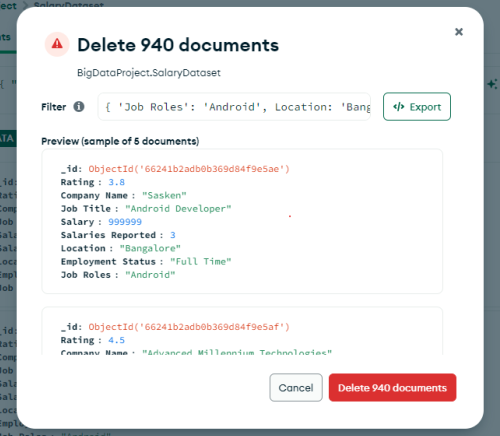 SalaryDataset
Delete 940 documents
BigDataProject.SalaryDataset
Filter
{ 'Job Roles': 'Android', Location: 'Bang
Export
Preview (sample of 5 documents)
_id: ObjectId('66241b2adb0b369d84f9e5ae')
Rating : 3.8
Company Name : "Sasken"
Job Title : "Android Developer"
Salary : 999999
Salaries Reported : 3
Location : "Bangalore"
Employment Status : "Full Time"
Job Roles : "Android"
_id: ObjectId('66241b2adb0b369d84f9e5af')
Rating : 4.5
Company Name : "Advanced Millennium Technologies"
Cancel
Delete 940 documents